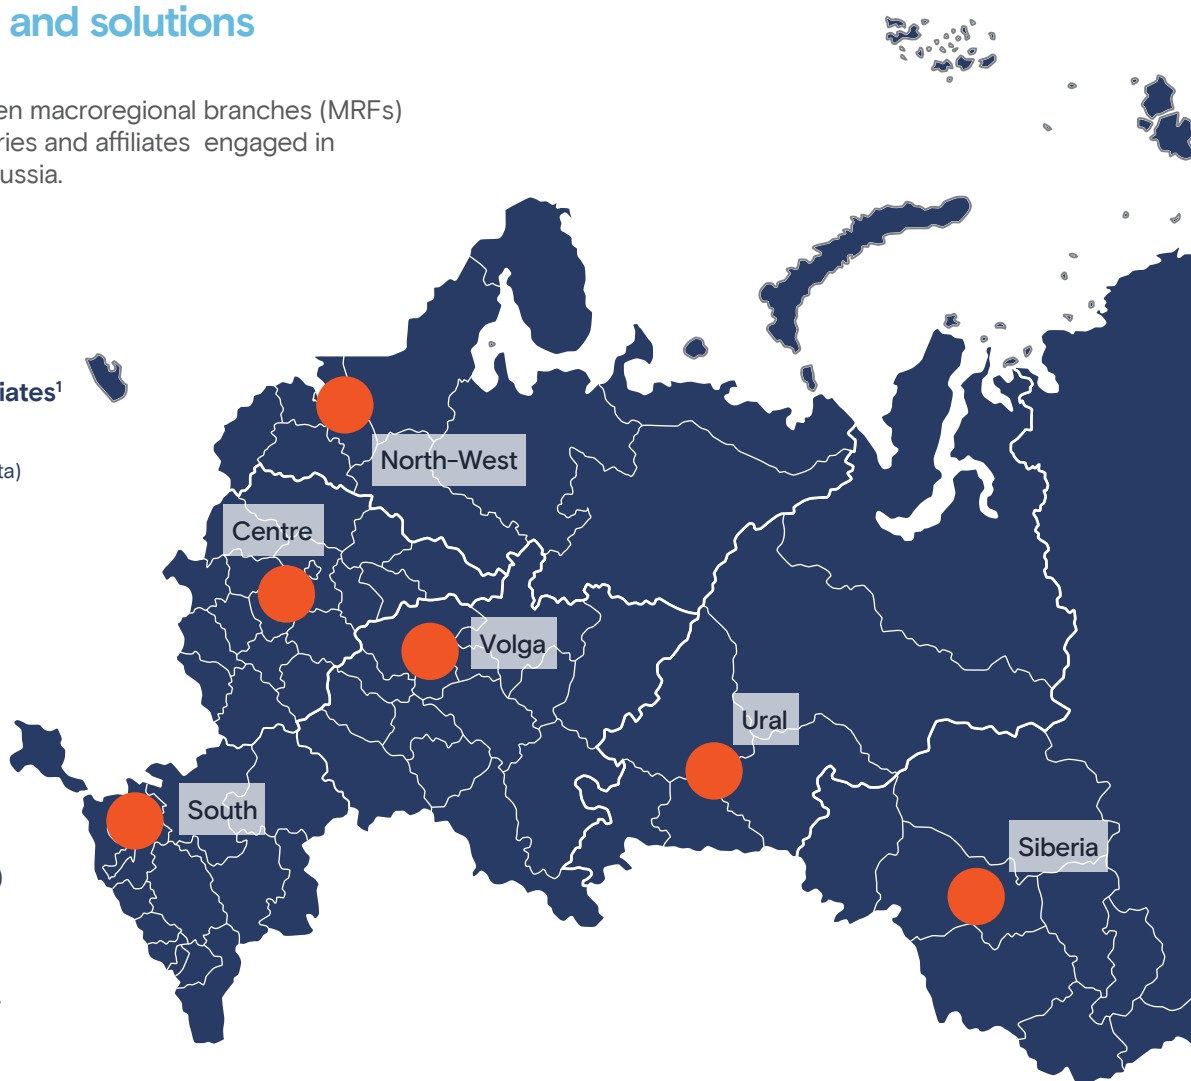 and solutions
en macroregional branches (MRFs)
ries and affiliates engaged in
ussia.
iates¹
ta)
North-West
Centre
Volga
Ural
South
Siberia
)